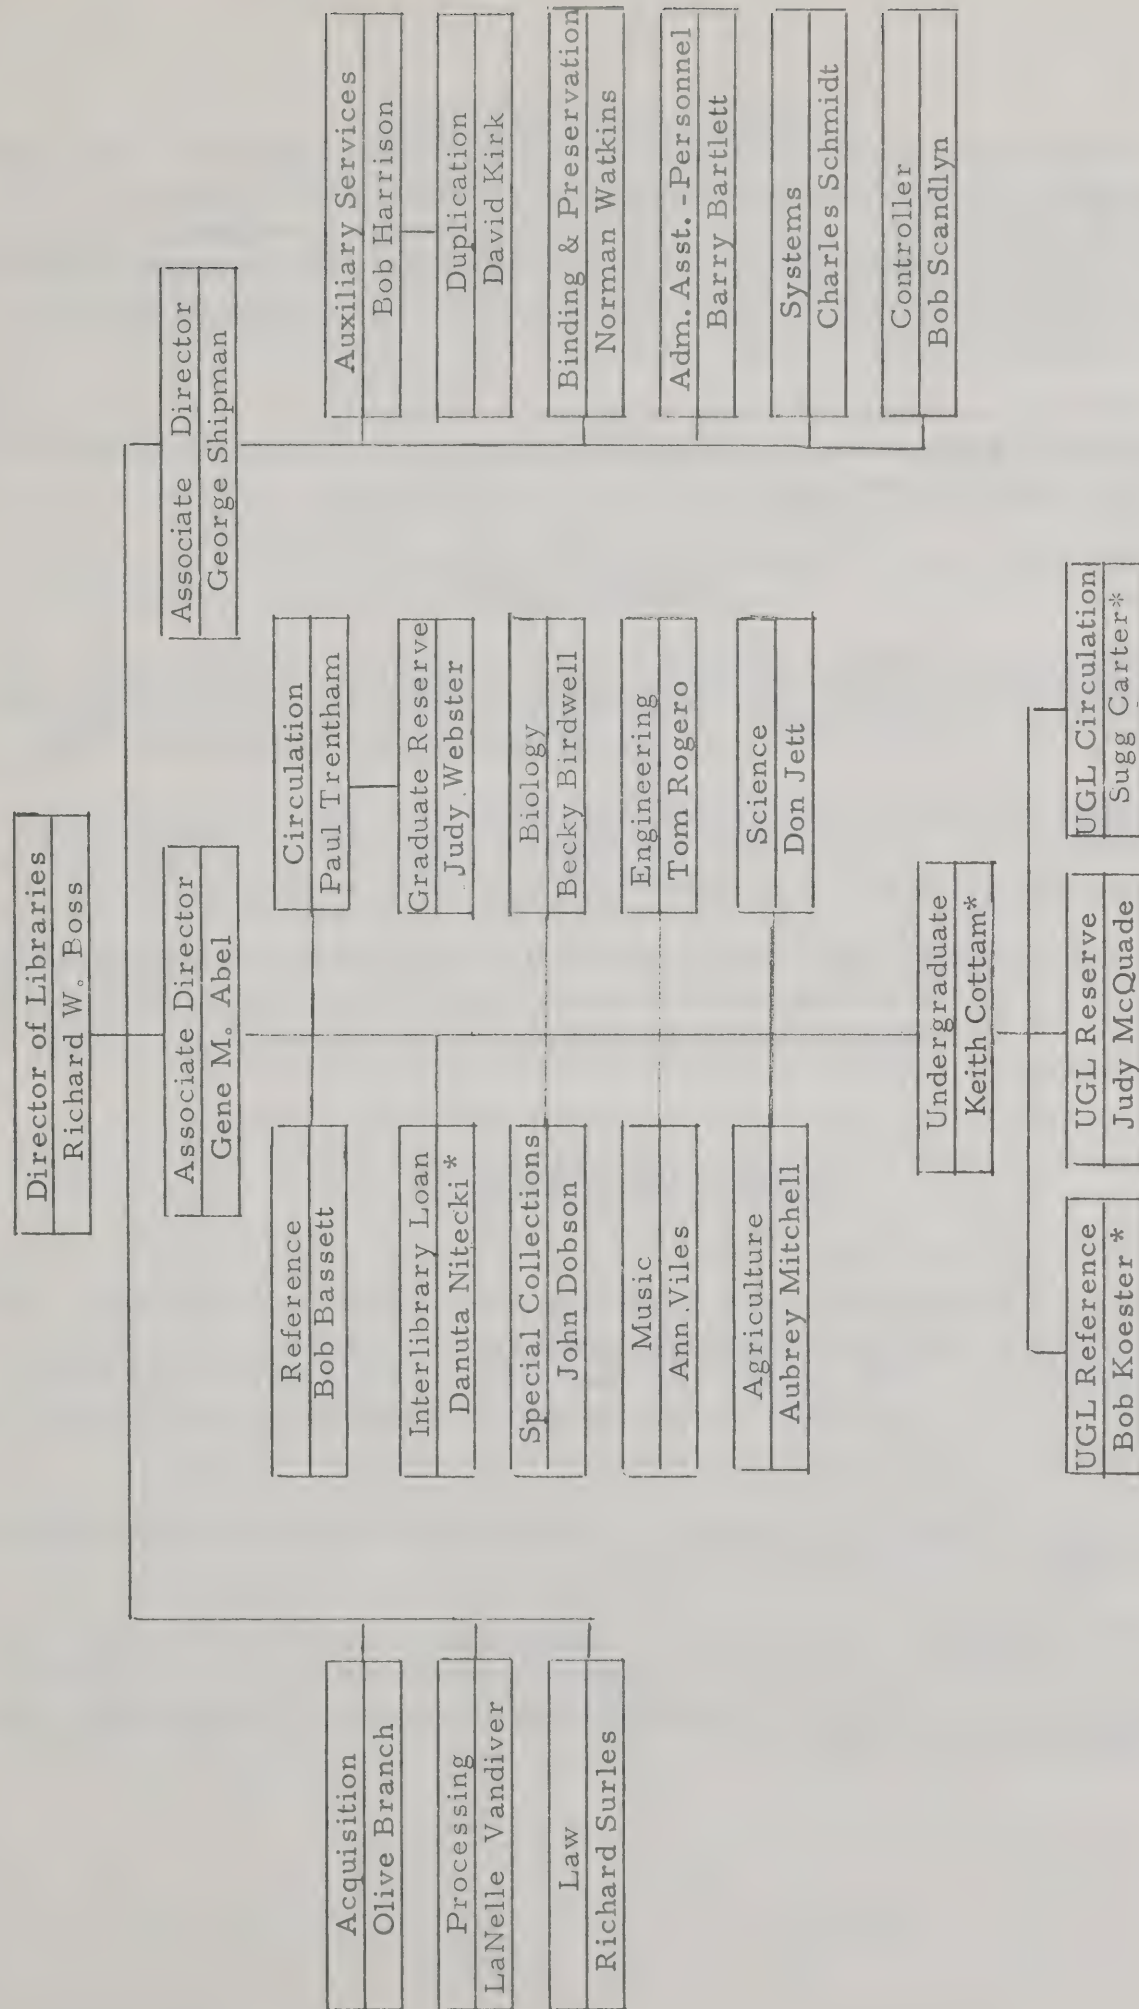 Director of Libraries
Richard W. Boss
Acquisition
Olive Branch
Processing
LaNelle Vandiver
Law
Richard Surles
Associate Director
Gene M. Abel
Reference
Bob Bassett
Circulation
Paul Trentham
Interlibrary Loan
Danuta Nitecki *
Graduate Reserve
Judy Webster
Special Collections
John Dobson
Biology
Becky Birdwell
Music
Ann Viles
Engineering
Tom Rogero
Agriculture
Aubrey Mitchell
Science
Don Jett
Undergraduate
Keith Cottam*
UGL Reference
Bob Koester *
UGL Reserve
Judy McQuade
UGL Circulation
Sugg Carter*
Associate Director
George Shipman
Auxiliary Services
Bob Harrison
Duplication
David Kirk
Binding & Preservation
Norman Watkins
Adm. Asst. -Personnel
Barry Bartlett
Systems
Charles Schmidt
Controller
Bob Scandlyn